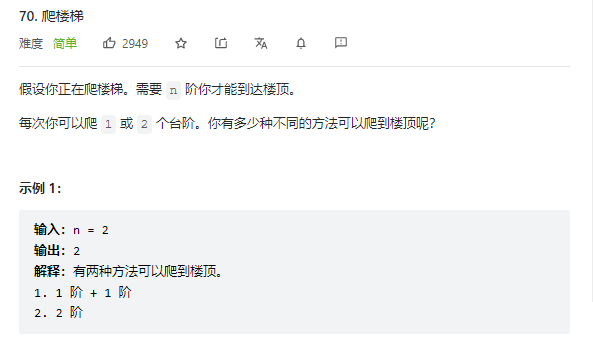 70. 爬楼梯
难度 简单 2949
假设你正在爬楼梯。需要 n 阶你才能到达楼顶。
每次你可以爬 1 或 2 个台阶。你有多少种不同的方法可以爬到楼顶呢?
示例 1:
输入: n = 2
输出: 2
解释: 有两种方法可以爬到楼顶。
1. 1 阶 + 1 阶
2. 2 阶